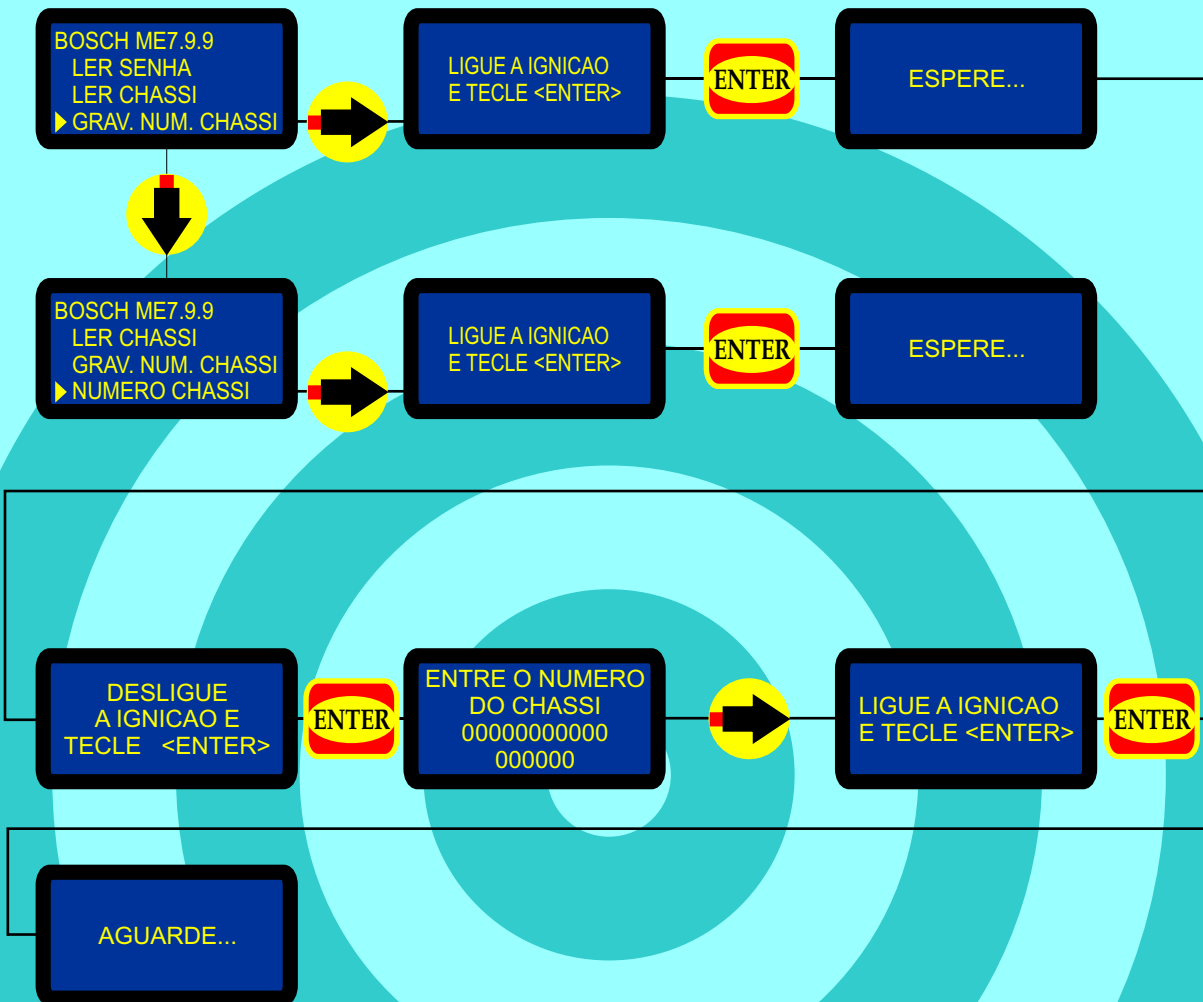 BOSCH ME7.9.9
LER SENHA
LER CHASSI
GRAV. NUM. CHASSI
LIGUE A IGNICAO
E TECLE <ENTER>
ENTER
ESPERE...
BOSCH ME7.9.9
LER CHASSI
GRAV. NUM. CHASSI
NUMERO CHASSI
LIGUE A IGNICAO
E TECLE <ENTER>
ENTER
ESPERE...
DESLIGUE
A IGNICAO E
TECLE <ENTER>
ENTER
ENTRE O NUMERO
DO CHASSI
00000000000
000000
LIGUE A IGNICAO
E TECLE <ENTER>
ENTER
AGUARDE...